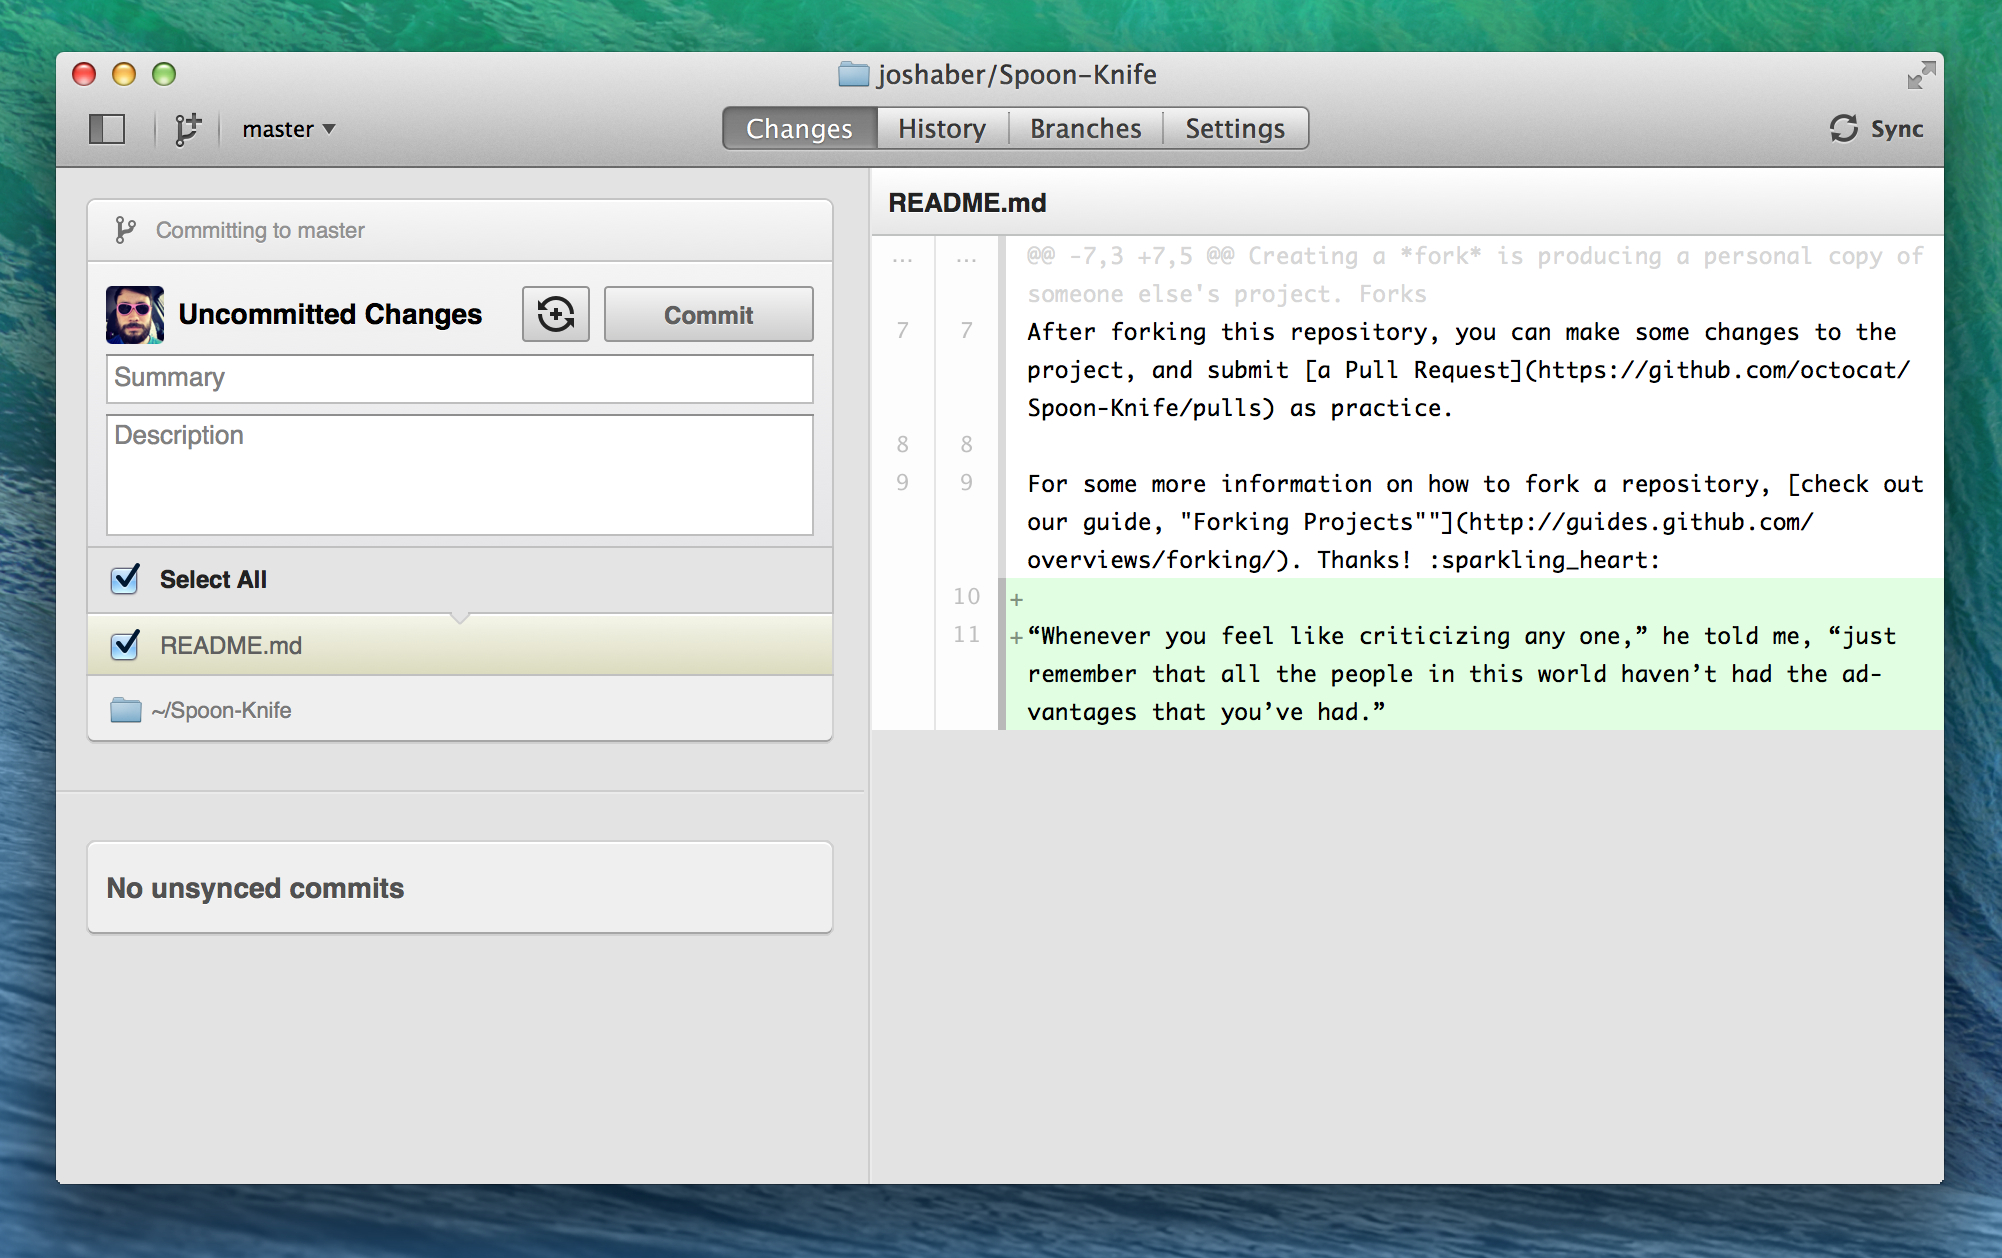 joshaber/Spoon-Knife
master
Changes
History
Branches
Settings
Sync
Committing to master
Uncommitted Changes
Commit
Summary
Description
Select All
README.md
~/Spoon-Knife
No unsynced commits
README.md
... ... @@ -7,3 +7,5 @@ Creating a *fork* is producing a personal copy of
someone else's project. Forks
7 7 After forking this repository, you can make some changes to the
project, and submit [a Pull Request](https://github.com/octocat/
Spoon-Knife/pulls) as practice.
8 8
9 9 For some more information on how to fork a repository, [check out
our guide, "Forking Projects""](http://guides.github.com/
overviews/forking/). Thanks! :sparkling_heart:
10 +
11 +“Whenever you feel like criticizing any one,” he told me, “just
remember that all the people in this world haven’t had the ad-
vantages that you’ve had.”